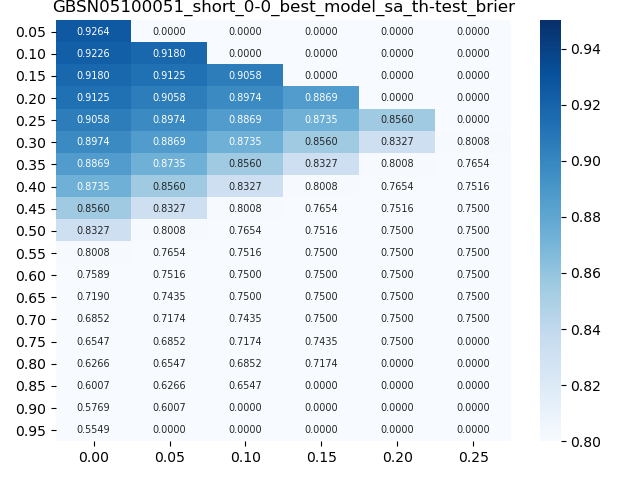 GBSN05100051_short_0-0_best_model_sa_th-test_brier
0.05 0.9264 0.0000 0.0000 0.0000 0.0000 0.0000
0.10 0.9226 0.9180 0.0000 0.0000 0.0000 0.0000
0.15 0.9180 0.9125 0.9058 0.0000 0.0000 0.0000
0.20 0.9125 0.9058 0.8974 0.8869 0.0000 0.0000
0.25 0.9058 0.8974 0.8869 0.8735 0.8560 0.0000
0.30 0.8974 0.8869 0.8735 0.8560 0.8327 0.8008
0.35 0.8869 0.8735 0.8560 0.8327 0.8008 0.7654
0.40 0.8735 0.8560 0.8327 0.8008 0.7654 0.7516
0.45 0.8560 0.8327 0.8008 0.7654 0.7516 0.7500
0.50 0.8327 0.8008 0.7654 0.7516 0.7500 0.7500
0.55 0.8008 0.7654 0.7516 0.7500 0.7500 0.7500
0.60 0.7589 0.7516 0.7500 0.7500 0.7500 0.7500
0.65 0.7190 0.7435 0.7500 0.7500 0.7500 0.7500
0.70 0.6852 0.7174 0.7435 0.7500 0.7500 0.7500
0.75 0.6547 0.6852 0.7174 0.7435 0.7500 0.0000
0.80 0.6266 0.6547 0.6852 0.7174 0.0000 0.0000
0.85 0.6007 0.6266 0.6547 0.0000 0.0000 0.0000
0.90 0.5769 0.6007 0.0000 0.0000 0.0000 0.0000
0.95 0.5549 0.0000 0.0000 0.0000 0.0000 0.0000
0.00 0.05 0.10 0.15 0.20 0.25
0.94
0.92
0.90
0.88
0.86
0.84
0.82
0.80